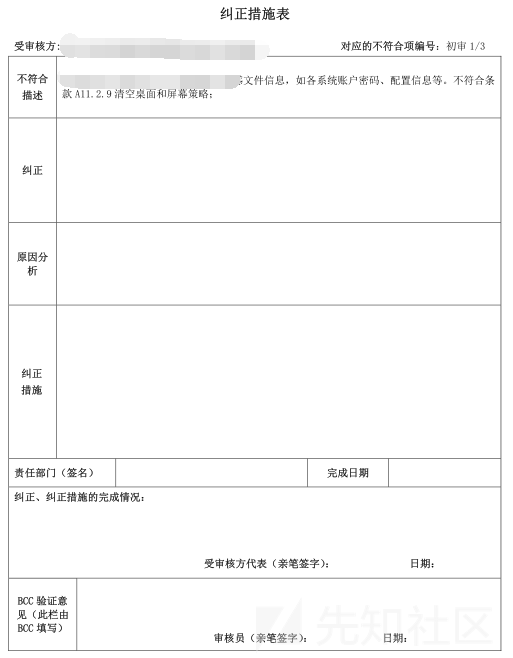 纠正措施表
受审核方: 对应的不符合项编号: 初审 1/3
不符合
描述
文件信息，如各系统账户密码、配置信息等。不符合条
款 A11.2.9 清空桌面和屏幕策略；
纠正
原因分
析
纠正
措施
责任部门（签名） 完成日期
纠正、纠正措施的完成情况：
受审核方代表（亲笔签字）： 日期：
BCC 验证意
见（此栏由
BCC 填写）
审核员（亲笔签字）： 日期：
先知社区